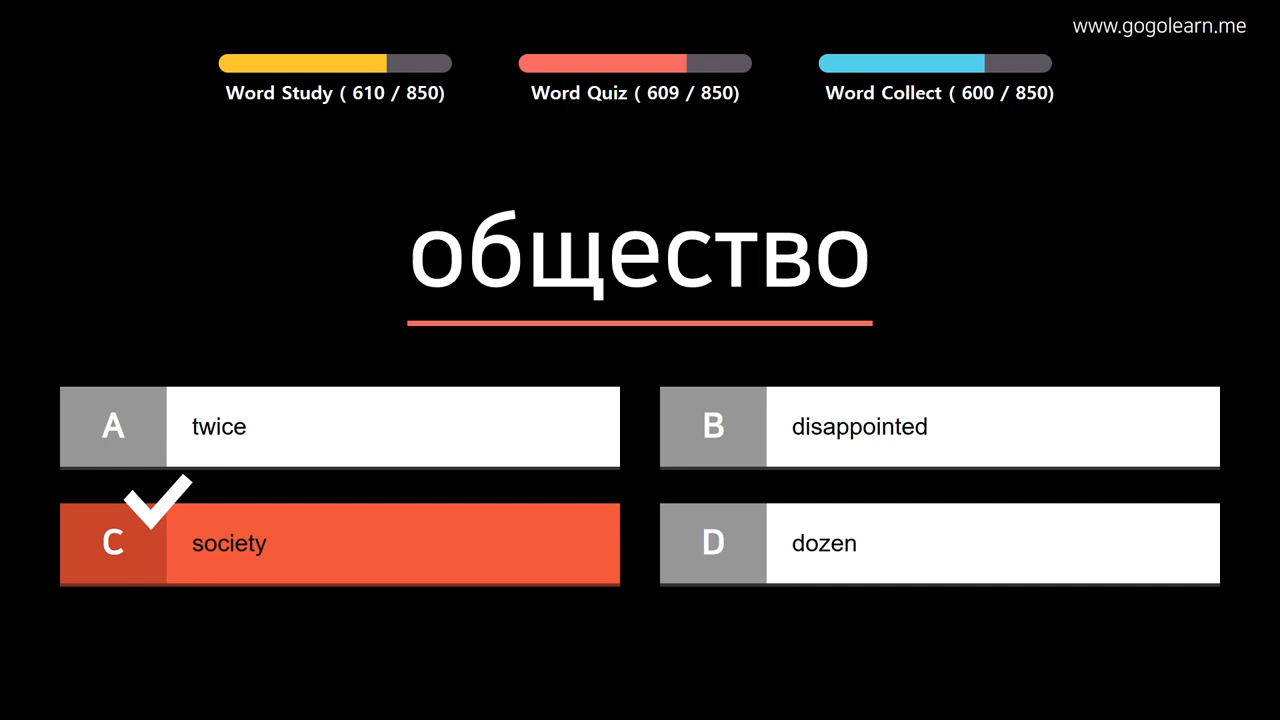 www.gogolearn.me
Word Study ( 610 / 850)
Word Quiz ( 609 / 850)
Word Collect ( 600 / 850)
общество
A twice
B disappointed
C society
D dozen